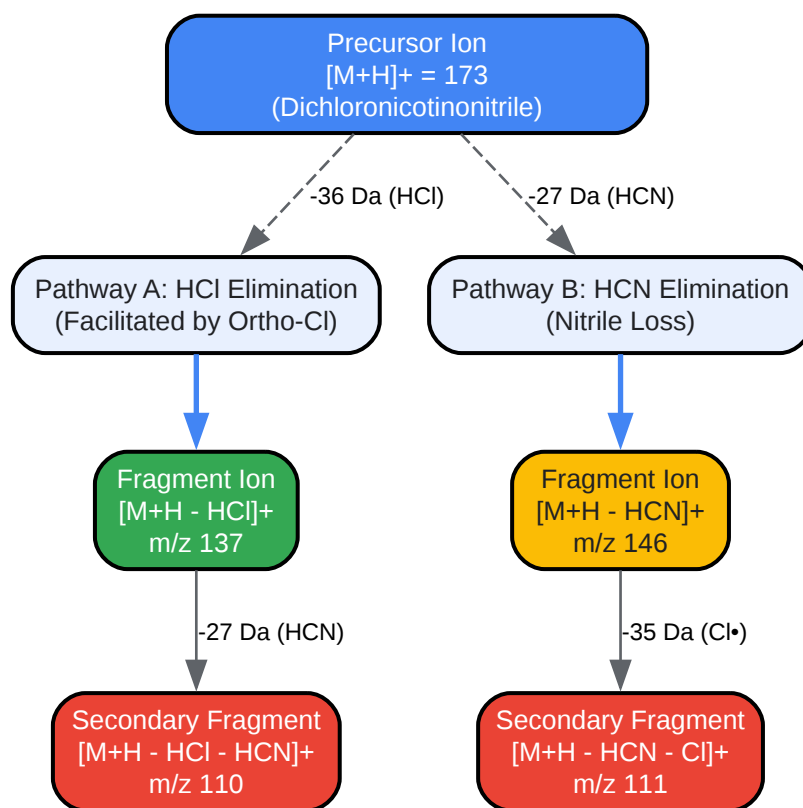 Precursor Ion
[M+H]+ = 173
(Dichloronicotinonitrile)
-36 Da (HCl)
-27 Da (HCN)
Pathway A: HCl Elimination
(Facilitated by Ortho-Cl)
Pathway B: HCN Elimination
(Nitrile Loss)
Fragment Ion
[M+H - HCl]+
m/z 137
Fragment Ion
[M+H - HCN]+
m/z 146
-27 Da (HCN)
-35 Da (Cl•)
Secondary Fragment
[M+H - HCl - HCN]+
m/z 110
Secondary Fragment
[M+H - HCN - Cl]+
m/z 111